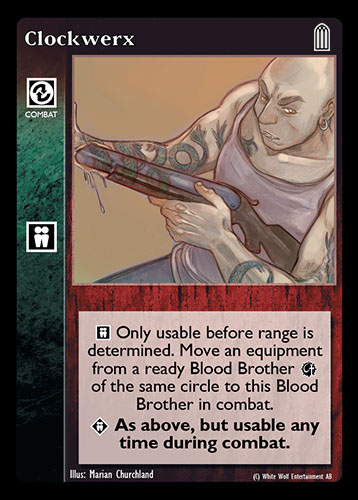 Clockwerx
COMBAT
Only usable before range is
determined. Move an equipment
from a ready Blood Brother
of the same circle to this Blood
Brother in combat.
As above, but usable any
time during combat.
Illus: Marian Churchland
(C) White Wolf Entertainment AB